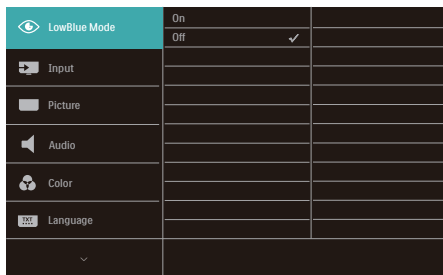 LowBlue Mode
On
Off
Input
Picture
Audio
Color
TXT
Language